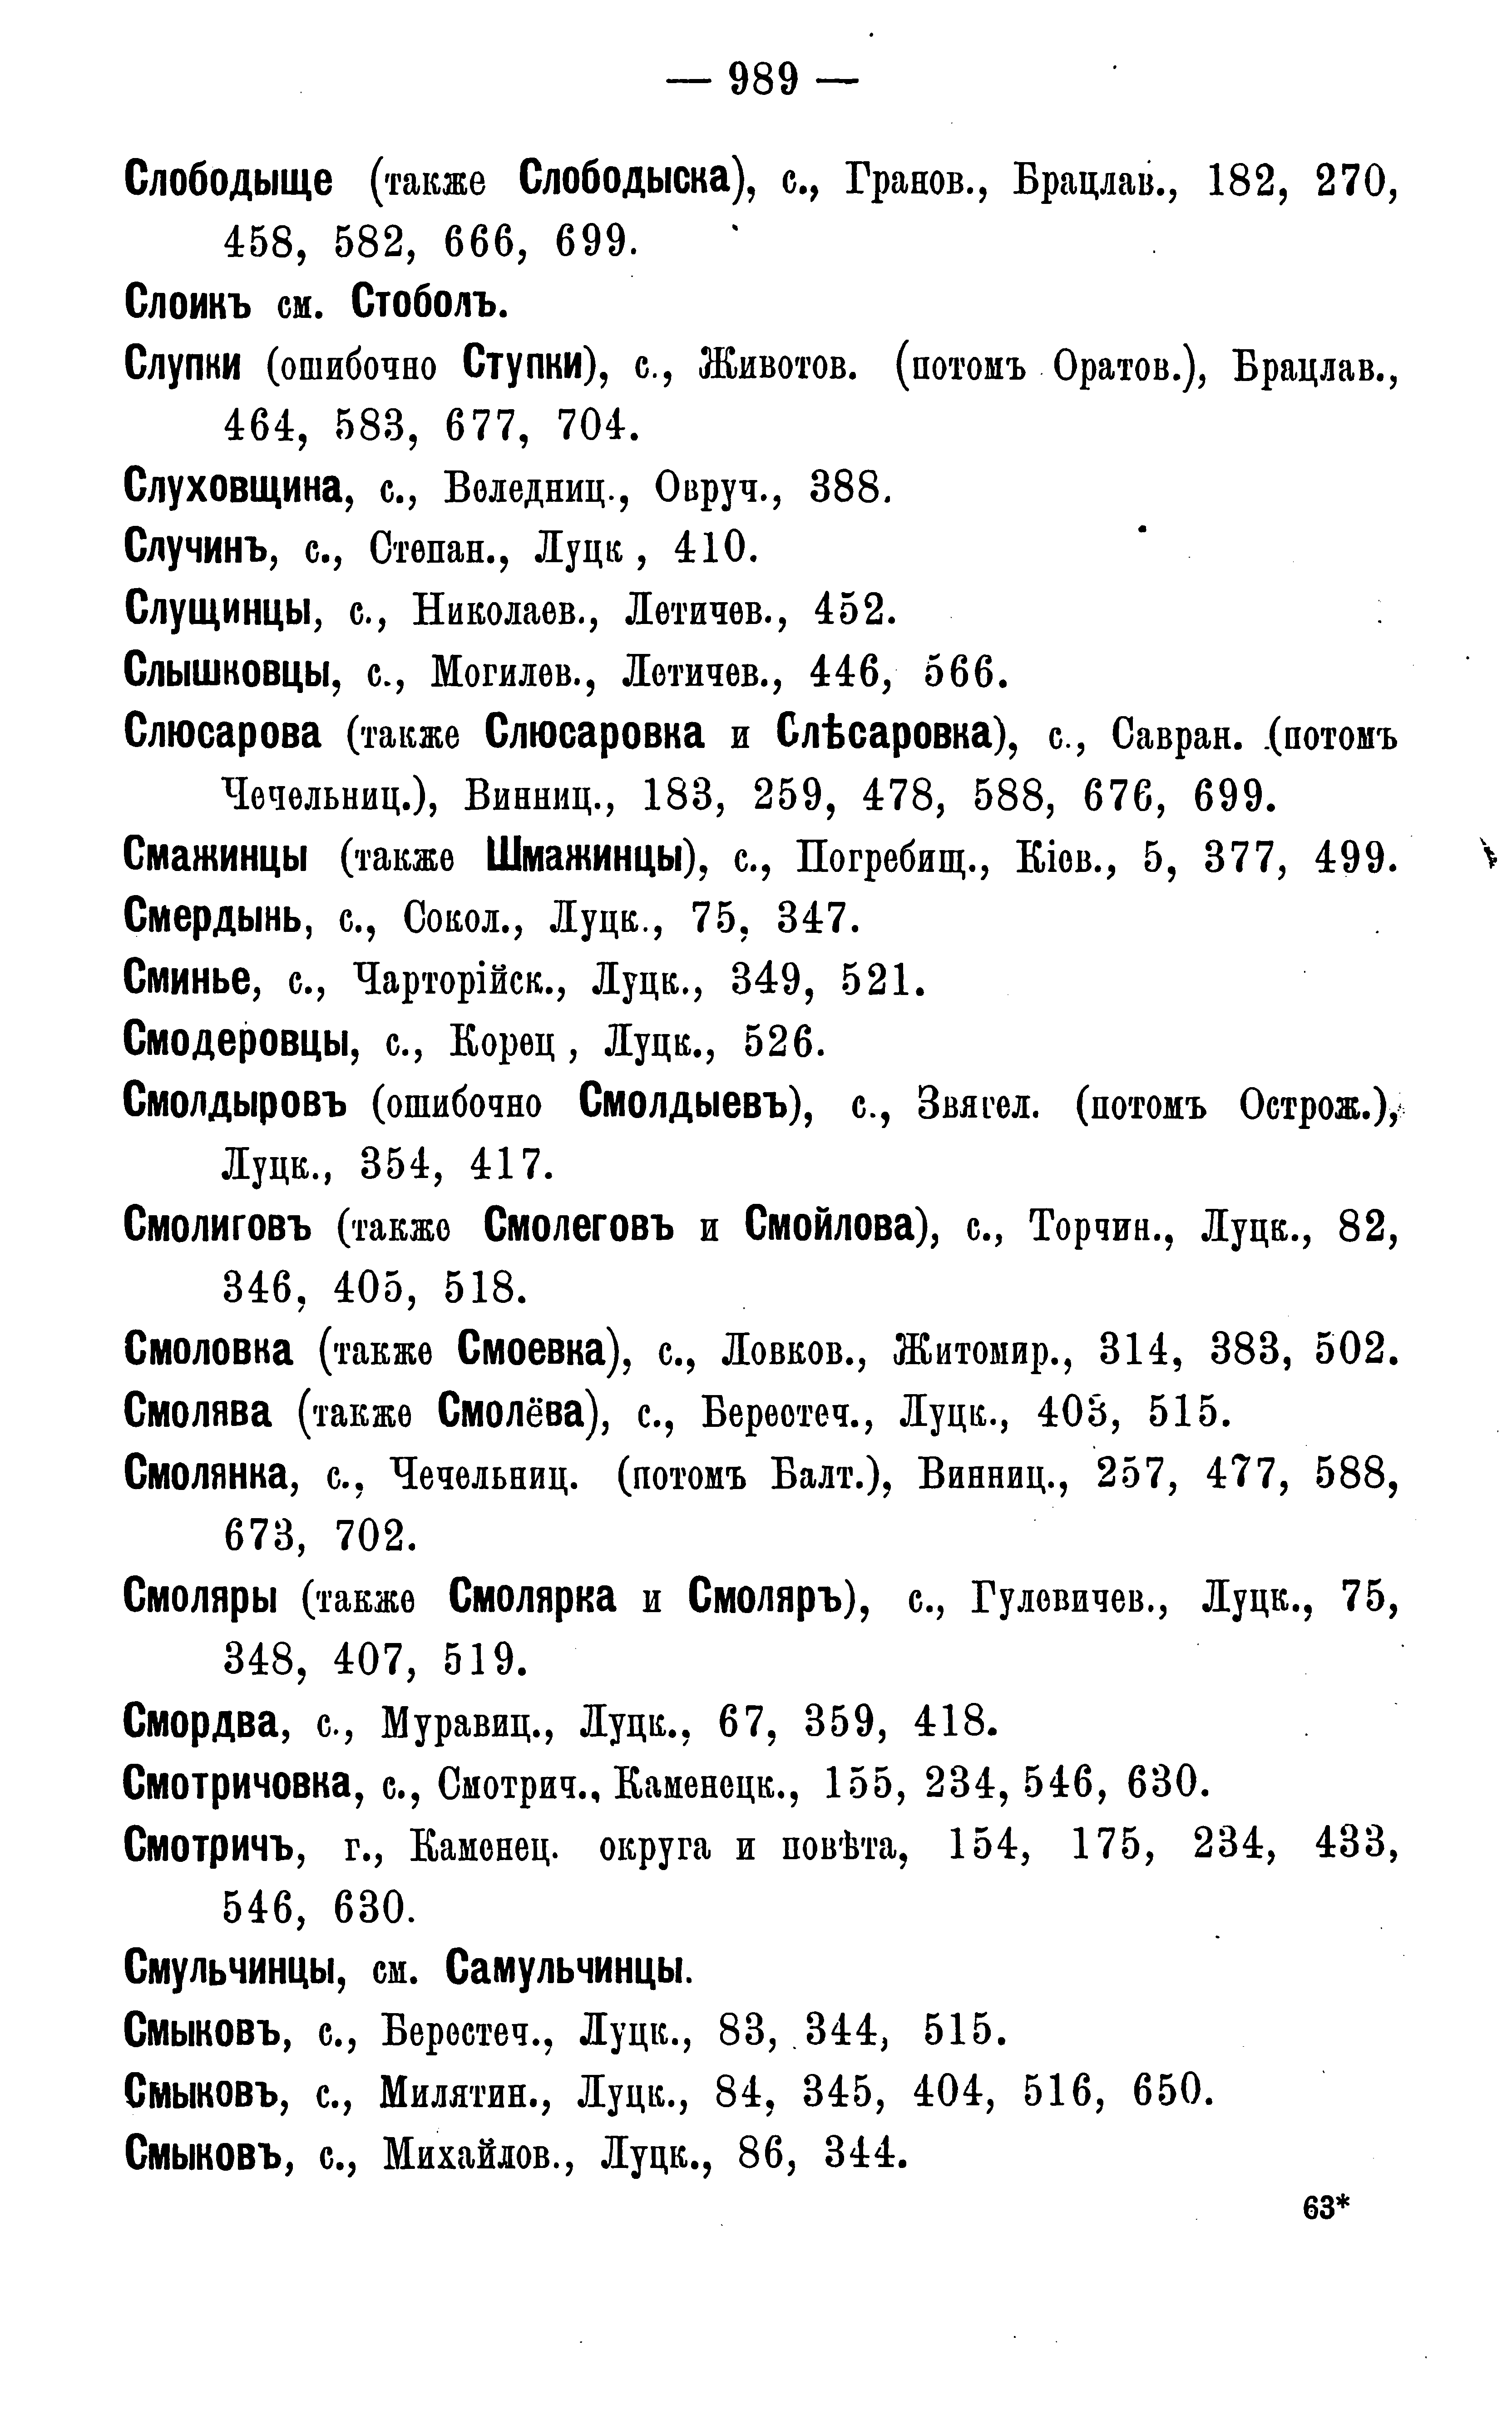 — 989 —
Слободыще (также Слободыска), с., Гранов., Брацлав., 182, 270,
458, 582, 666, 699.
Слоикъ см. Стоболъ.
Слупки (ошибочно Ступки), с., Животов. (потомъ Оратов.), Брацлав.,
464, 583, 677, 704.
Слуховщина, с., Веледниц., Овруч., 388.
Случинъ, с., Степан., Луцк , 410.
Слущинцы, с., Николаев., Летичев., 452.
Слышковцы, с., Могилев., Летичев., 446, 566.
Слюсарова (также Слюсаровка и Слѣсаровка), с., Савран. (потомъ
Чечельниц.), Винниц., 183, 259, 478, 588, 676, 699.
Смажинцы (также Шмажинцы), с., Погребищ., Кіев., 5, 377, 499.
Смердынь, с., Сокол., Луцк., 75, 347.
Сминье, с., Чарторійск., Луцк., 349, 521.
Смодеровцы, с., Корец , Луцк., 526.
Смолдыровъ (ошибочно Смолдыевъ), с., Звягел. (потомъ Острож.),
Луцк., 354, 417.
Смолиговъ (также Смолеговъ и Смойлова), с., Торчин., Луцк., 82,
346, 405, 518.
Смоловка (также Смоевка), с., Ловков., Житомир., 314, 383, 502.
Смолява (также Смолёва), с., Берестеч., Луцк., 403, 515.
Смолянка, с., Чечельниц. (потомъ Балт.), Винниц., 257, 477, 588,
673, 702.
Смоляры (также Смолярка и Смоляръ), с., Гулевичев., Луцк., 75,
348, 407, 519.
Смордва, с., Муравиц., Луцк., 67, 359, 418.
Смотричовка, с., Смотрич., Каменецк., 155, 234, 546, 630.
Смотричъ, г., Каменец. округа и повѣта, 154, 175, 234, 433,
546, 630.
Смульчинцы, см. Самульчинцы.
Смыковъ, с., Берестеч., Луцк., 83, 344, 515.
Смыковъ, с., Милятин., Луцк., 84, 345, 404, 516, 650.
Смыковъ, с., Михайлов., Луцк., 86, 344.
63*